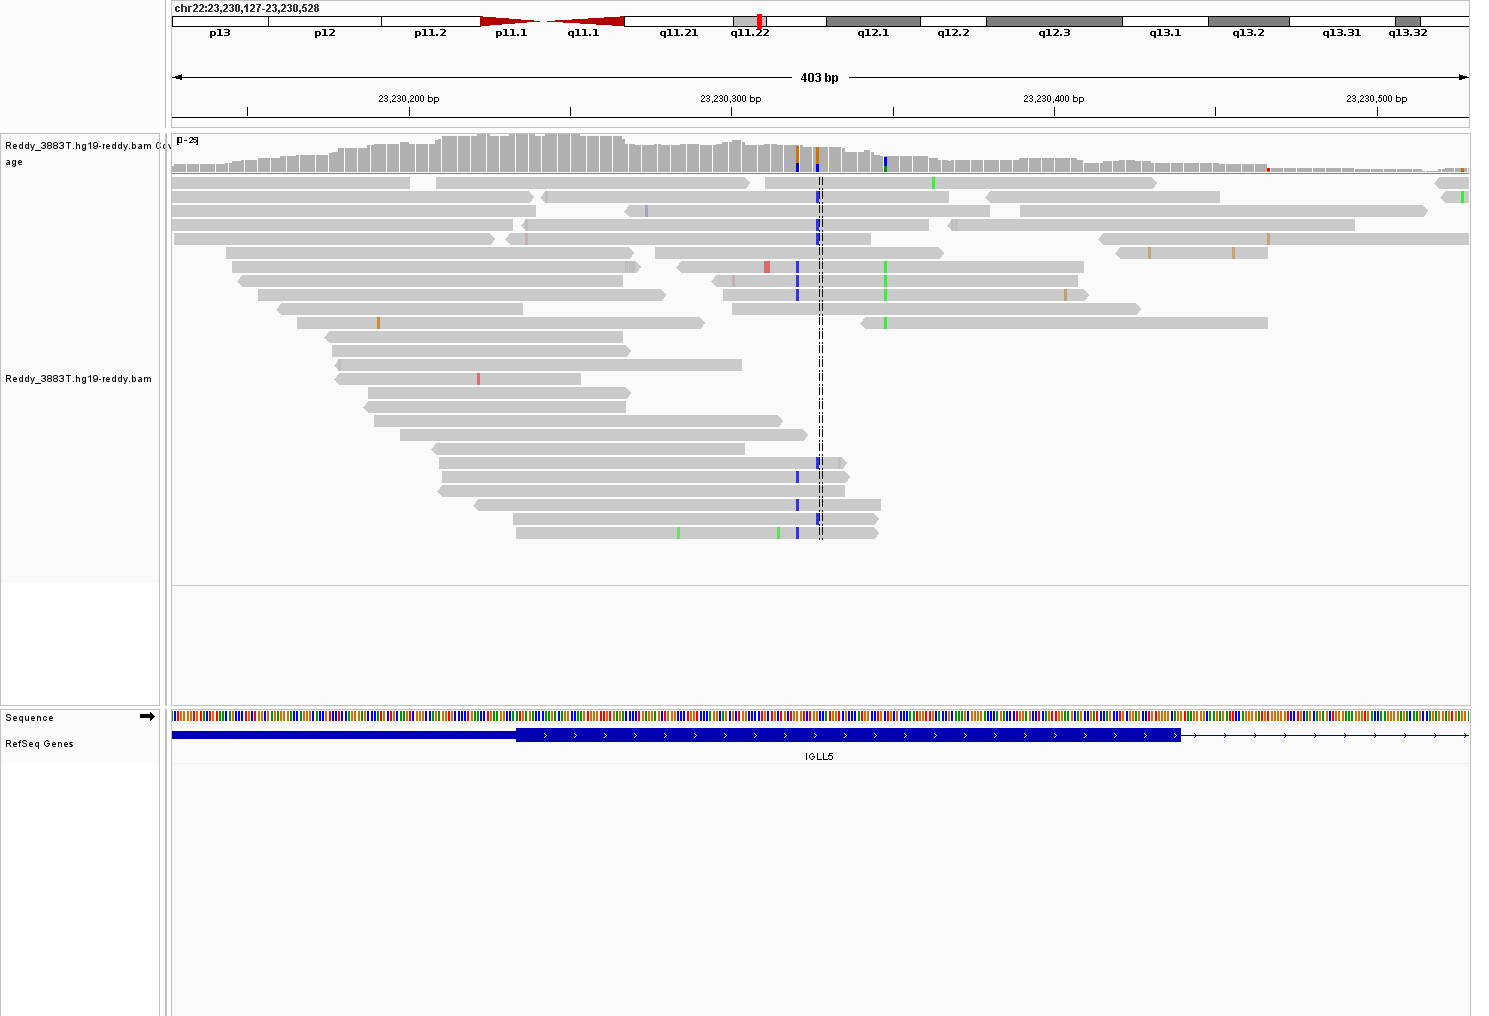 chr22:23,230,127-23,230,528
p13 p12 p11.2 p11.1 q11.1 q11.21 q11.22 q12.1 q12.2 q12.3 q13.1 q13.2 q13.31 q13.32
403 bp
23,230,200 bp 23,230,300 bp 23,230,400 bp 23,230,500 bp
Reddy_3883T.hg19-reddy.bam Cov
age
Reddy_3883T.hg19-reddy.bam
Sequence
RefSeq Genes
IGLL5